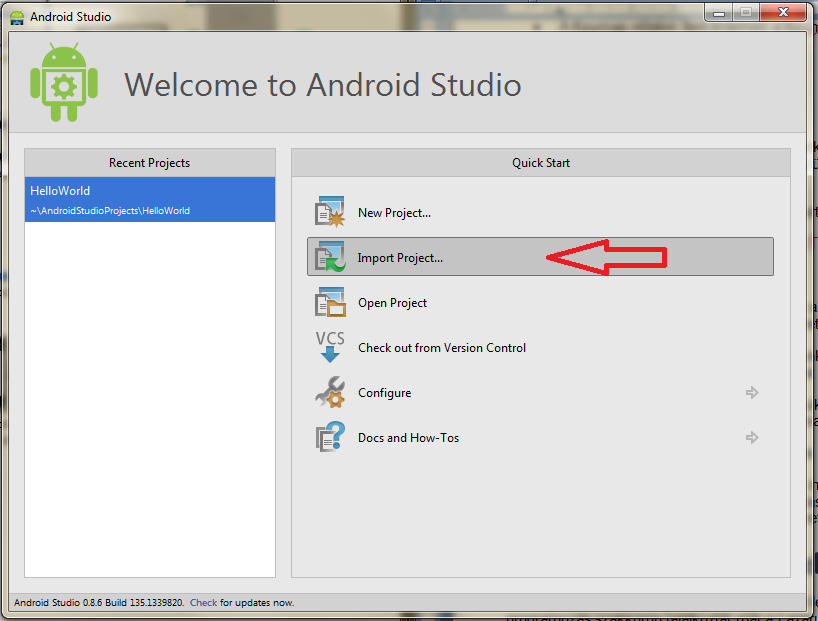 Android Studio
Welcome to Android Studio
Recent Projects
HelloWorld
~\AndroidStudioProjects\HelloWorld
Quick Start
New Project...
Import Project...
Open Project
VCS
Check out from Version Control
Configure
Docs and How-Tos
Android Studio 0.8.6 Build 135.1339820. Check for updates now.